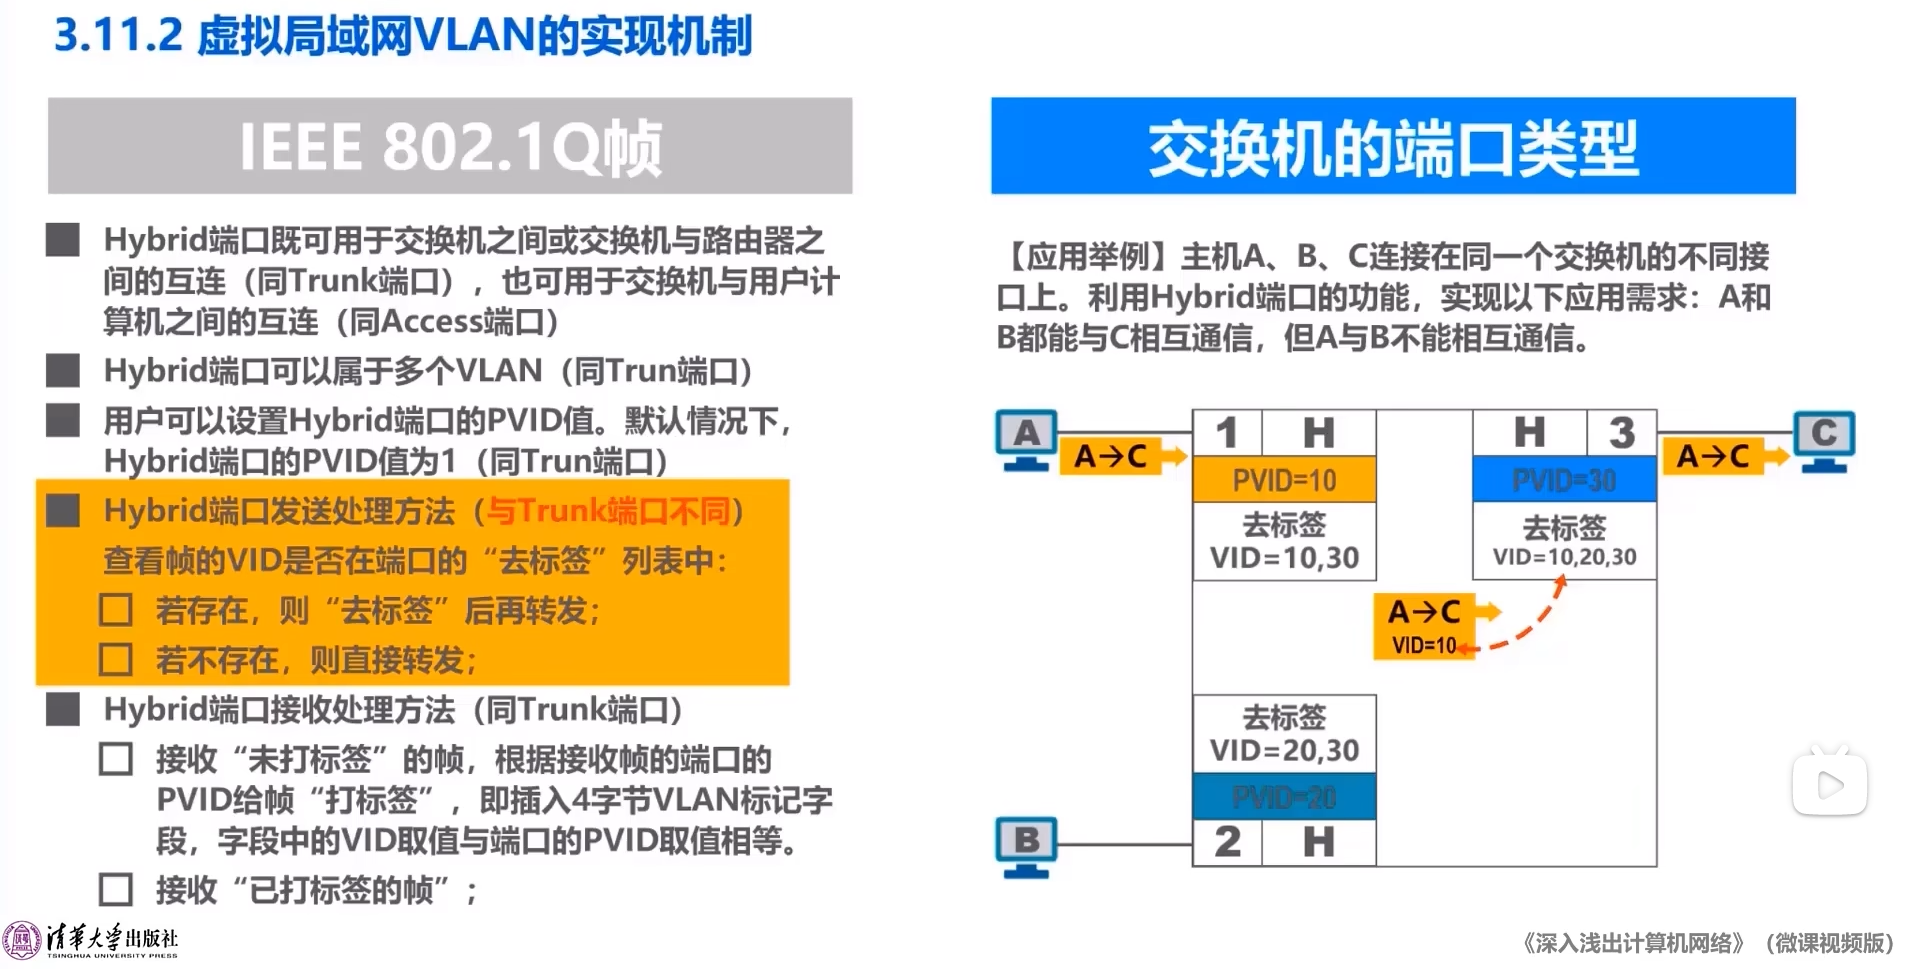 3.11.2 虚拟局域网VLAN的实现机制
IEEE 802.1Q帧
Hybrid端口既可用于交换机之间或交换机与路由器之
间的互连（同Trunk端口），也可用于交换机与用户计
算机之间的互连（同Access端口）
Hybrid端口可以属于多个VLAN（同Trun端口）
用户可以设置Hybrid端口的PVID值。默认情况下，
Hybrid端口的PVID值为1（同Trun端口）
Hybrid端口发送处理方法（与Trunk端口不同）
查看帧的VID是否在端口的“去标签”列表中：
若存在，则“去标签”后再转发；
若不存在，则直接转发；
Hybrid端口接收处理方法（同Trunk端口）
接收“未打标签”的帧，根据接收帧的端口的
PVID给帧“打标签”，即插入4字节VLAN标记字
段，字段中的VID取值与端口的PVID取值相等。
接收“已打标签的帧”；
交换机的端口类型
【应用举例】主机A、B、C连接在同一个交换机的不同接
口上。利用Hybrid端口的功能，实现以下应用需求：A和
B都能与C相互通信，但A与B不能相互通信。
A
A→C
1 H
PVID=10
去标签
VID=10,30
H 3
PVID=30
去标签
VID=10,20,30
A→C
C
A→C
VID=10
去标签
VID=20,30
PVID=20
2 H
B
清华大学出版社
TSINGHUA UNIVERSITY PRESS
《深入浅出计算机网络》（微课视频版）